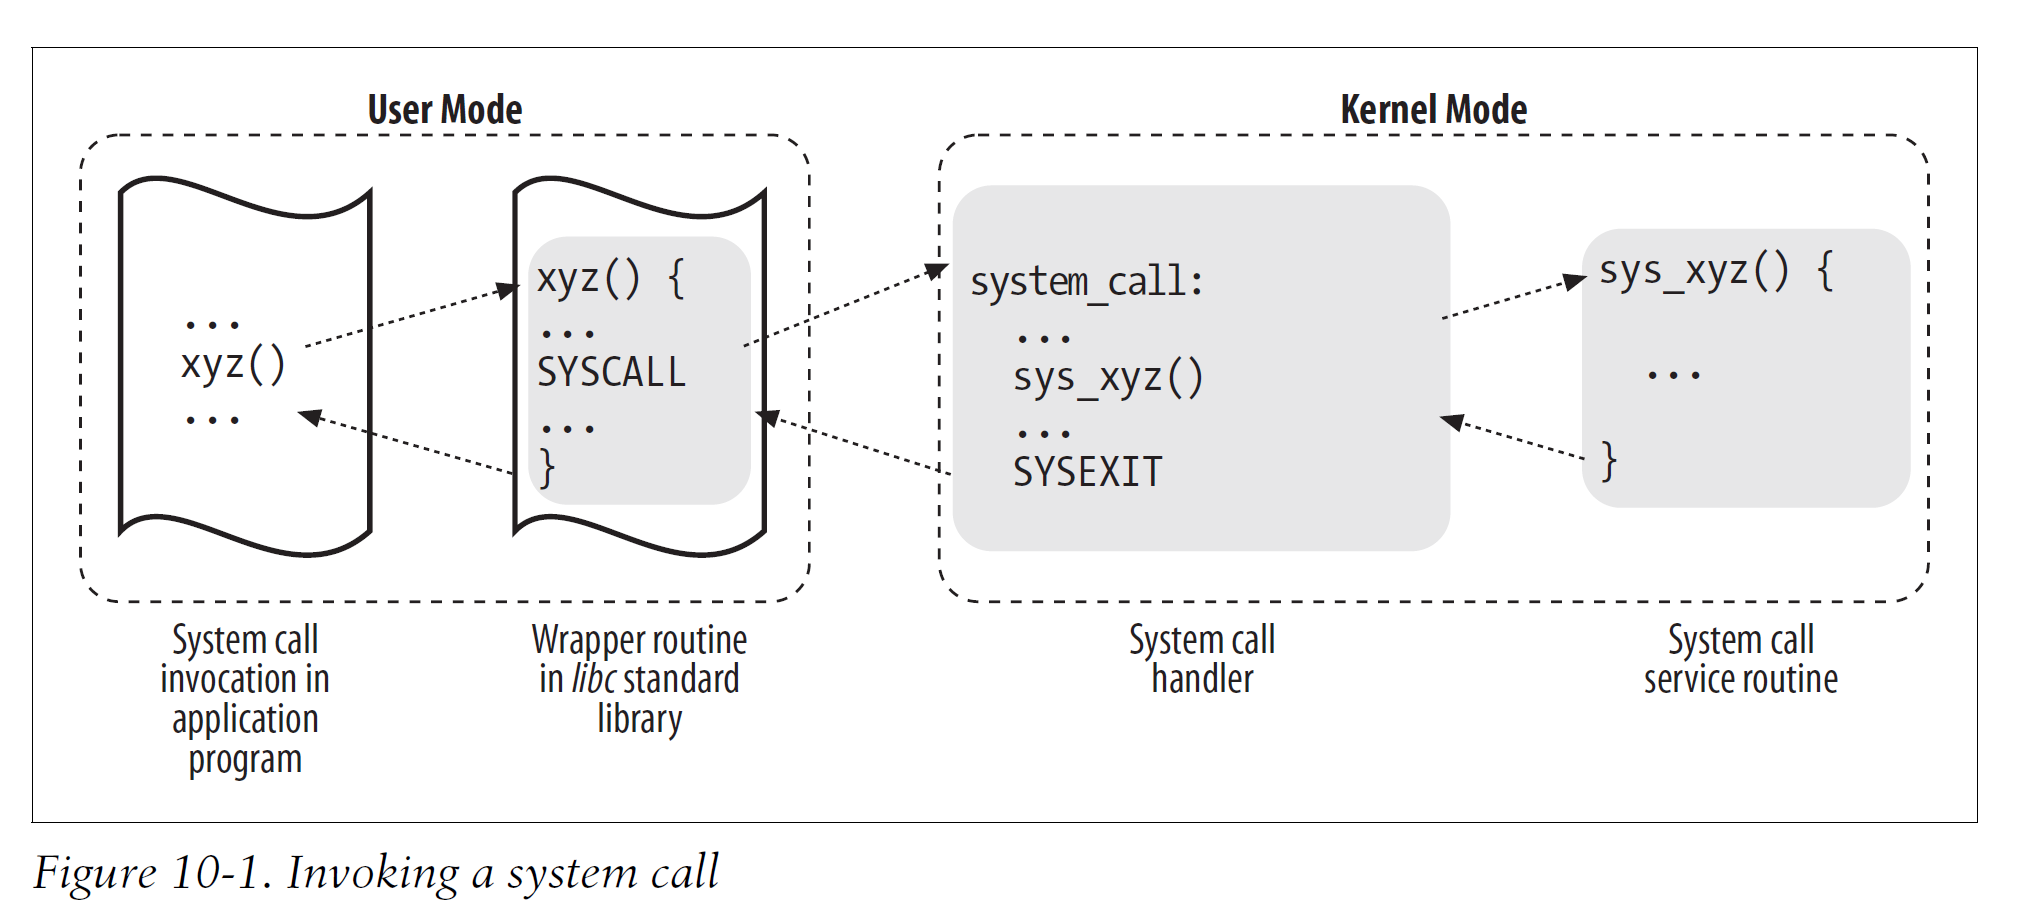 User Mode
Kernel Mode
...
xyz()
...
xyz() {
...
SYSCALL
...
}
system_call:
...
sys_xyz()
...
SYSEXIT
sys_xyz() {
...
}
System call
invocation in
application
program
Wrapper routine
in libc standard
library
System call
handler
System call
service routine
Figure 10-1. Invoking a system call